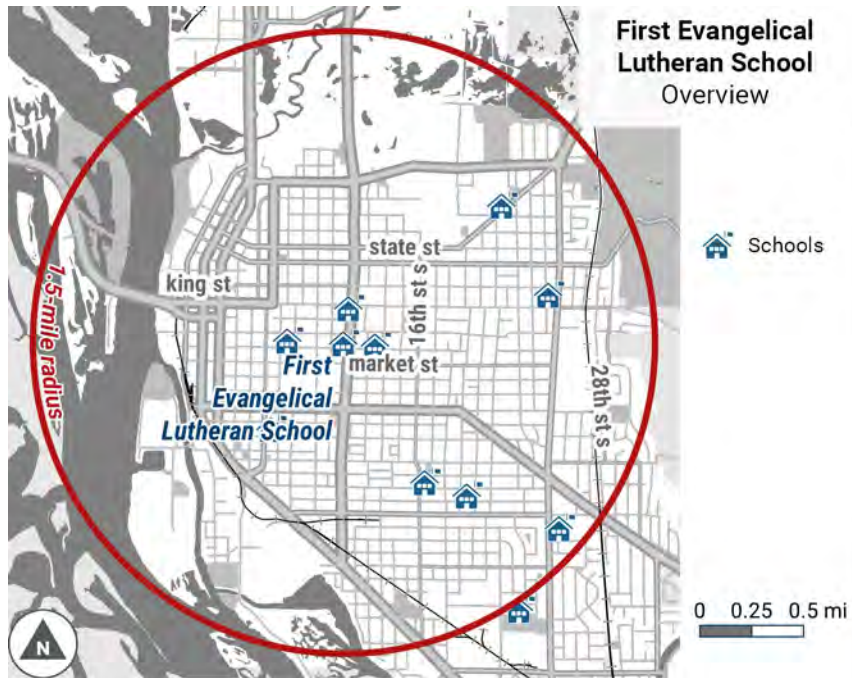 First Evangelical
Lutheran School
Overview
Schools
state st
king st
16th st s
1.5-mile radius
market st
First
Evangelical
Lutheran School
28th st s
0 0.25 0.5 mi
N